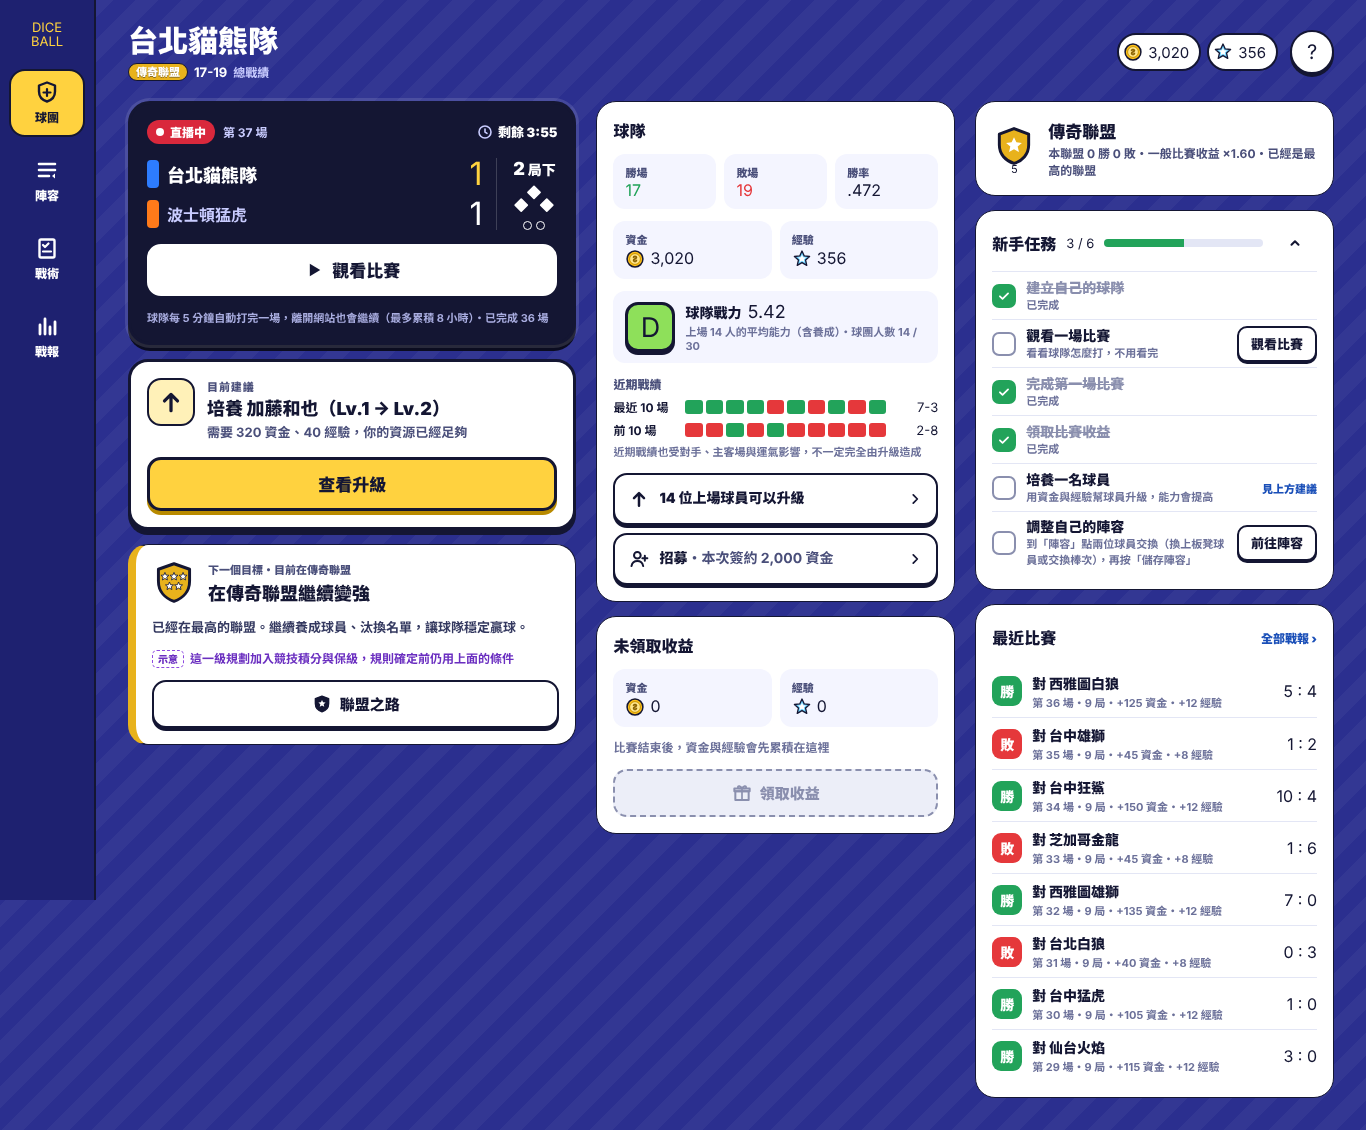 DICE
BALL
球團
陣容
戰術
戰報
台北貓熊隊
傳奇聯盟 17-19 總戰績
3,020
356
?
直播中 第 37 場 剩餘 3:55
台北貓熊隊 1
波士頓猛虎 1
2 局下
觀看比賽
球隊每 5 分鐘自動打完一場，離開網站也會繼續（最多累積 8 小時）・已完成 36 場
目前建議
培養 加藤和也（Lv.1 → Lv.2）
需要 320 資金、40 經驗，你的資源已經足夠
查看升級
下一個目標・目前在傳奇聯盟
在傳奇聯盟繼續變強
已經在最高的聯盟。繼續養成球員、汰換名單，讓球隊穩定贏球。
示意 這一級規劃加入競技積分與保級，規則確定前仍用上面的條件
聯盟之路
球隊
勝場
17
敗場
19
勝率
.472
資金
3,020
經驗
356
D
球隊戰力 5.42
上場 14 人的平均能力（含養成）・球團人數 14 /
30
近期戰績
最近 10 場 7-3
前 10 場 2-8
近期戰績也受對手、主客場與運氣影響，不一定完全由升級造成
14 位上場球員可以升級
招募・本次簽約 2,000 資金
未領取收益
資金
0
經驗
0
比賽結束後，資金與經驗會先累積在這裡
領取收益
5
傳奇聯盟
本聯盟 0 勝 0 敗・一般比賽收益 ×1.60・已經是最
高的聯盟
新手任務 3 / 6
建立自己的球隊
已完成
觀看一場比賽
看看球隊怎麼打，不用看完
觀看比賽
完成第一場比賽
已完成
領取比賽收益
已完成
培養一名球員
用資金與經驗幫球員升級，能力會提高
見上方建議
調整自己的陣容
到「陣容」點兩位球員交換（換上板凳球
員或交換棒次），再按「儲存陣容」
前往陣容
最近比賽 全部戰報 ›
勝 對 西雅圖白狼 5 : 4
第 36 場・9 局・+125 資金・+12 經驗
敗 對 台中雄獅 1 : 2
第 35 場・9 局・+45 資金・+8 經驗
勝 對 台中狂鯊 10 : 4
第 34 場・9 局・+150 資金・+12 經驗
敗 對 芝加哥金龍 1 : 6
第 33 場・9 局・+45 資金・+8 經驗
勝 對 西雅圖雄獅 7 : 0
第 32 場・9 局・+135 資金・+12 經驗
敗 對 台北白狼 0 : 3
第 31 場・9 局・+40 資金・+8 經驗
勝 對 台中猛虎 1 : 0
第 30 場・9 局・+105 資金・+12 經驗
勝 對 仙台火焰 3 : 0
第 29 場・9 局・+115 資金・+12 經驗